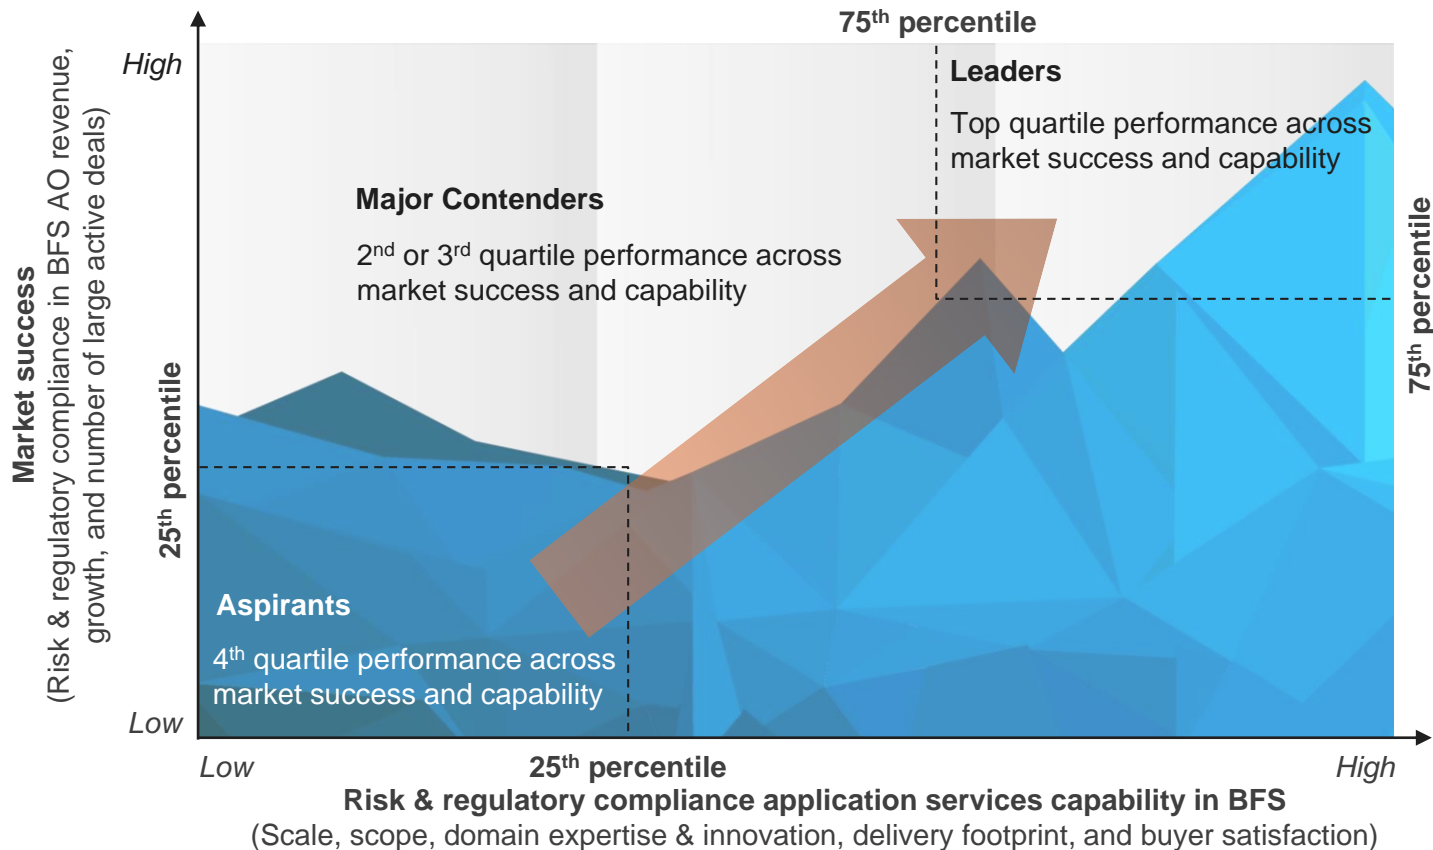 75th percentile
High
Leaders
Top quartile performance across
market success and capability
Major Contenders
2nd or 3rd quartile performance across
market success and capability
75th percentile
Market success
(Risk & regulatory compliance in BFS AO revenue,
growth, and number of large active deals)
25th percentile
Aspirants
4th quartile performance across
market success and capability
Low
Low
25th percentile
High
Risk & regulatory compliance application services capability in BFS
(Scale, scope, domain expertise & innovation, delivery footprint, and buyer satisfaction)